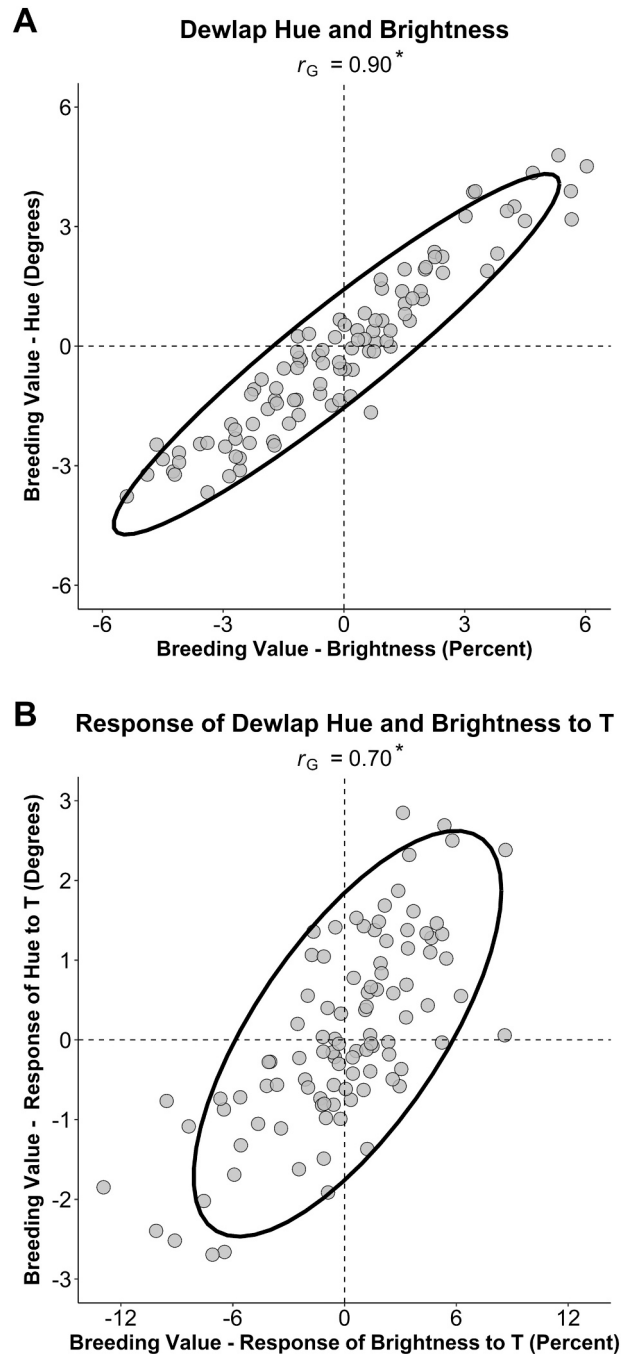 A
Dewlap Hue and Brightness
rG = 0.90*
Breeding Value - Hue (Degrees)
6
3
0
-3
-6
-6 -3 0 3 6
Breeding Value - Brightness (Percent)
B
Response of Dewlap Hue and Brightness to T
rG = 0.70*
Breeding Value - Response of Hue to T (Degrees)
3
2
1
0
-1
-2
-3
-12 -6 0 6 12
Breeding Value - Response of Brightness to T (Percent)